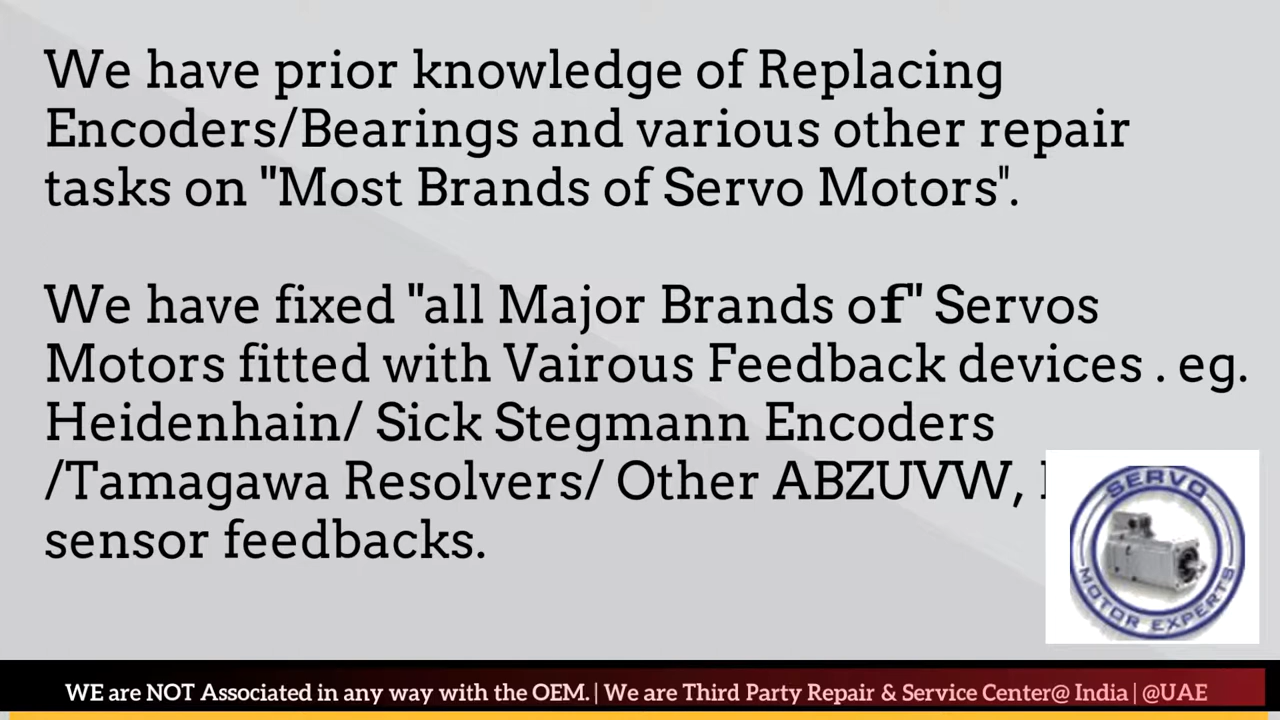 We have prior knowledge of Replacing
Encoders/Bearings and various other repair
tasks on "Most Brands of Servo Motors".
We have fixed "all Major Brands of" Servos
Motors fitted with Vairous Feedback devices . eg.
Heidenhain/ Sick Stegmann Encoders
/Tamagawa Resolvers/ Other ABZUVW,
sensor feedbacks.
SERVO
MOTOR EXPERTS
WE are NOT Associated in any way with the OEM. | We are Third Party Repair & Service Center@ India | @UAE